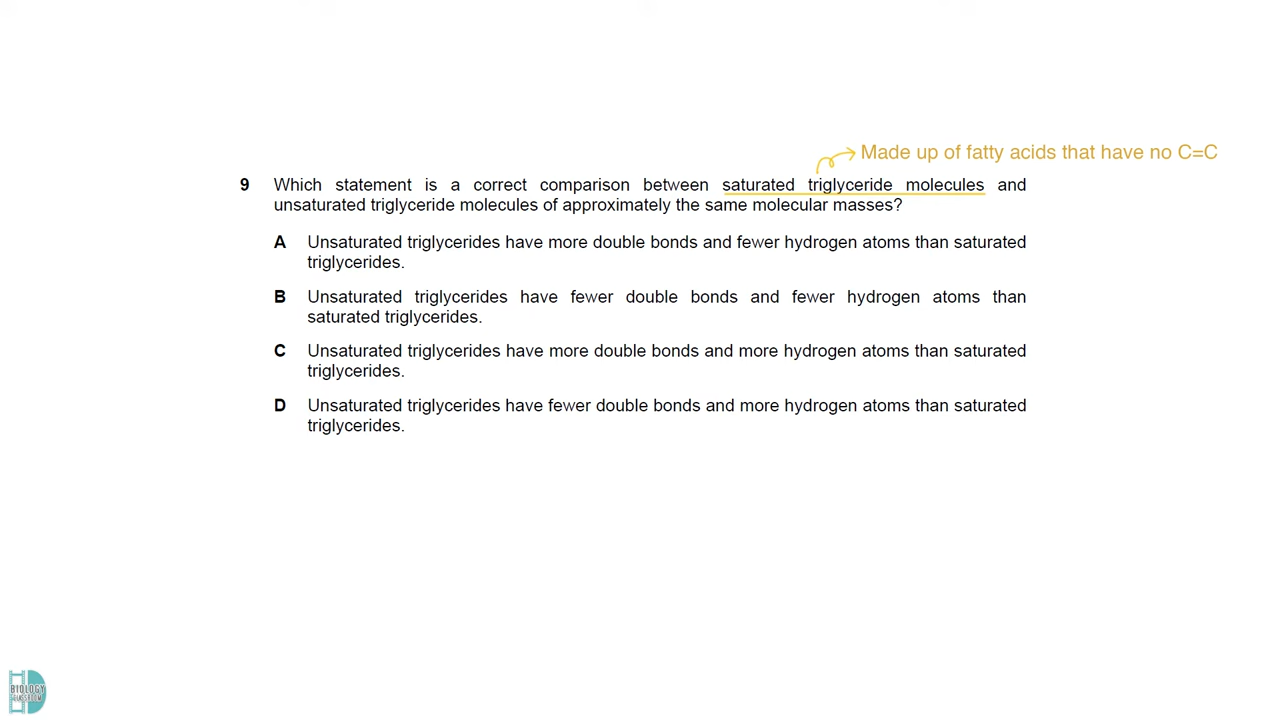 Made up of fatty acids that have no C=C
9 Which statement is a correct comparison between saturated triglyceride molecules and
unsaturated triglyceride molecules of approximately the same molecular masses?
A Unsaturated triglycerides have more double bonds and fewer hydrogen atoms than saturated
triglycerides.
B Unsaturated triglycerides have fewer double bonds and fewer hydrogen atoms than
saturated triglycerides.
C Unsaturated triglycerides have more double bonds and more hydrogen atoms than saturated
triglycerides.
D Unsaturated triglycerides have fewer double bonds and more hydrogen atoms than saturated
triglycerides.
BIOLOGY
CLASSROOM